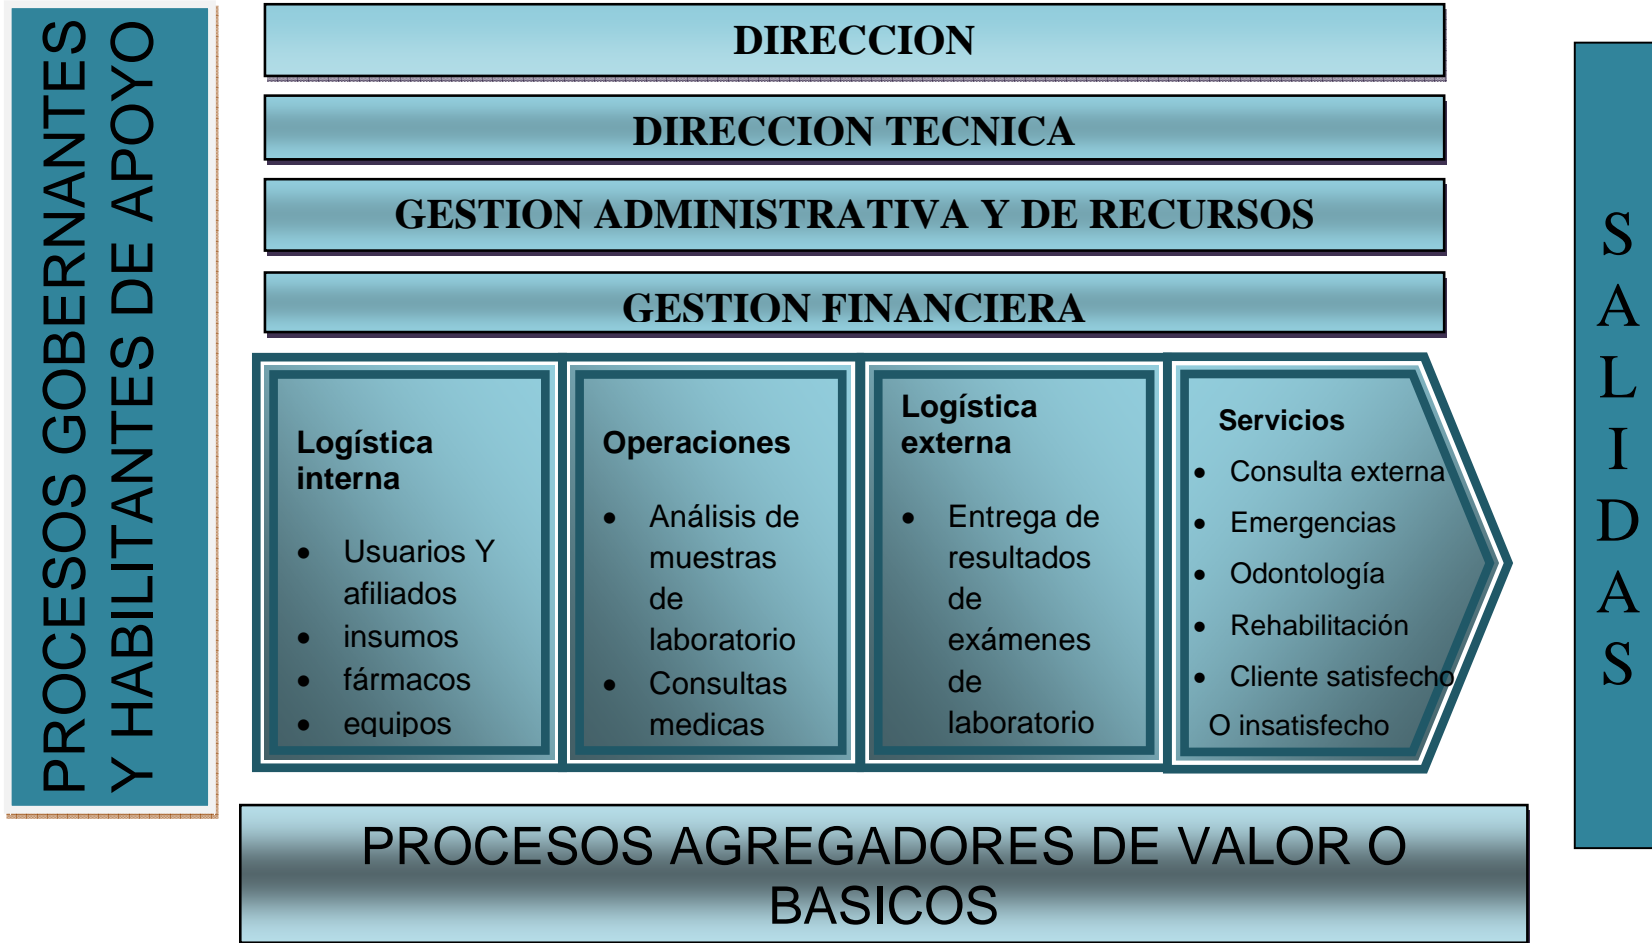 PROCESOS GOBERNANTES
Y HABILITANTES DE APOYO
DIRECCION
DIRECCION TECNICA
GESTION ADMINISTRATIVA Y DE RECURSOS
GESTION FINANCIERA
Logística
interna
• Usuarios Y
afiliados
• insumos
• fármacos
• equipos
Operaciones
• Análisis de
muestras
de
laboratorio
• Consultas
medicas
Logística
externa
• Entrega de
resultados
de
exámenes
de
laboratorio
Servicios
• Consulta externa
• Emergencias
• Odontología
• Rehabilitación
• Cliente satisfecho
O insatisfecho
S
A
L
I
D
A
S
PROCESOS AGREGADORES DE VALOR O
BASICOS